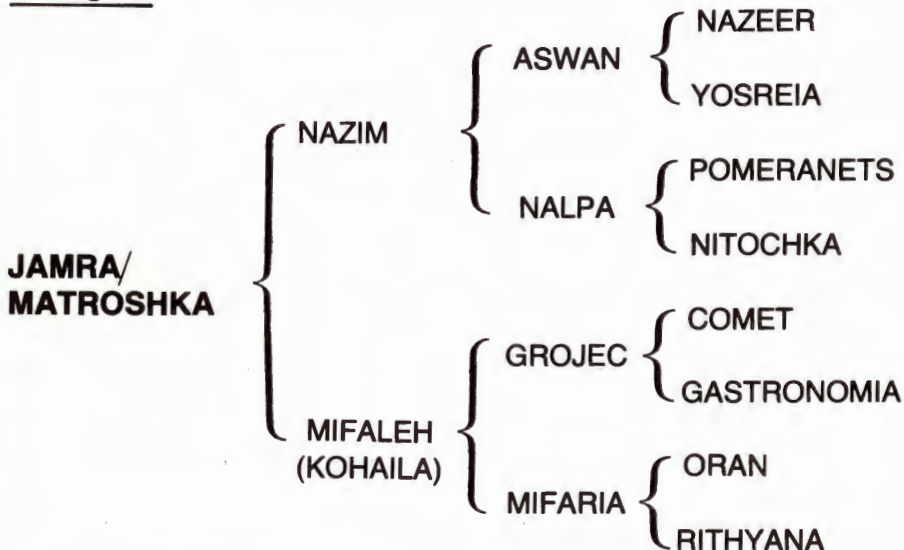 NAZEER
ASWAN
YOSREIA
NAZIM
POMERANETS
NALPA
NITOCHKA
JAMRA/
MATROSHKA
COMET
GROJEC
GASTRONOMIA
MIFALEH
(KOHAILA)
ORAN
MIFARIA
RITHYANA